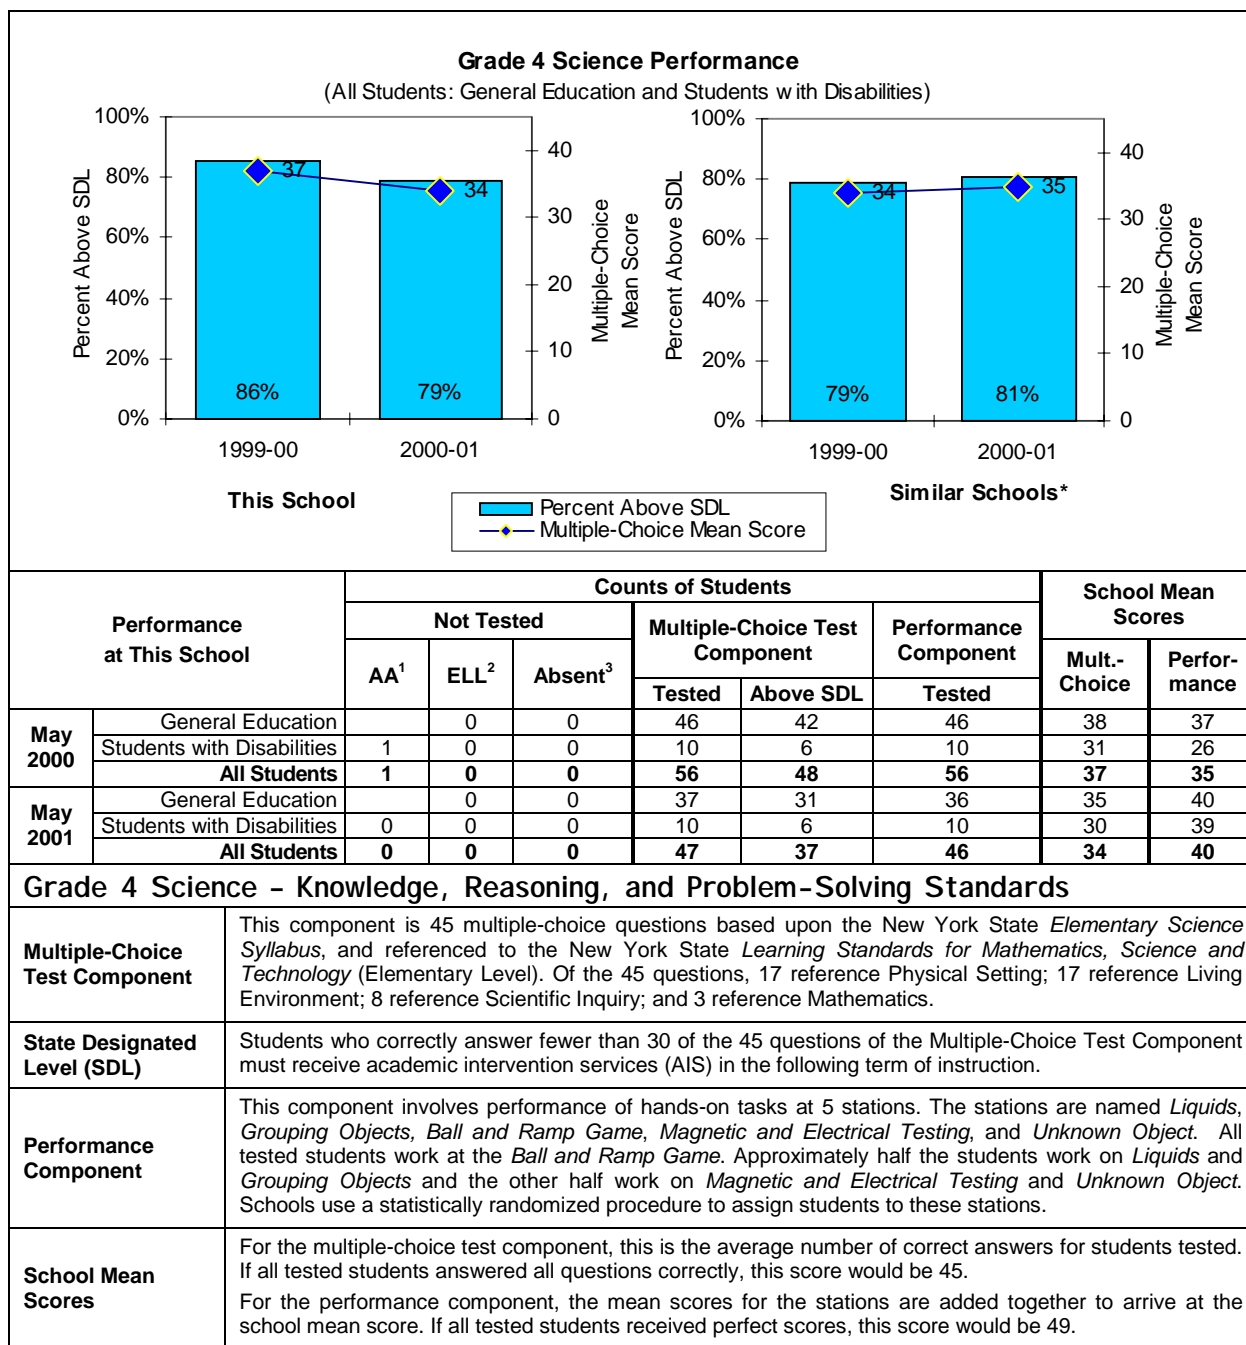 Grade 4 Science Performance
(All Students: General Education and Students with Disabilities)
100%
80%
60%
40%
20%
0%
Percent Above SDL
37
34
86%
79%
40
30
20
10
0
Multiple-Choice
Mean Score
1999-00
2000-01
This School
100%
80%
60%
40%
20%
0%
Percent Above SDL
34
35
79%
81%
40
30
20
10
0
Multiple-Choice
Mean Score
1999-00
2000-01
Similar Schools*
Percent Above SDL
Multiple-Choice Mean Score
Performance
at This School
Counts of Students
School Mean
Scores
Not Tested
Multiple-Choice Test
Component
Performance
Component
AA¹ ELL² Absent³
Tested Above SDL Tested
Mult.-
Choice
Perfor-
mance
May
2000
General Education 0 0 46 42 46 38 37
Students with Disabilities 1 0 0 10 6 10 31 26
All Students 1 0 0 56 48 56 37 35
May
2001
General Education 0 0 37 31 36 35 40
Students with Disabilities 0 0 0 10 6 10 30 39
All Students 0 0 0 47 37 46 34 40
Grade 4 Science – Knowledge, Reasoning, and Problem-Solving Standards
Multiple-Choice
Test Component
This component is 45 multiple-choice questions based upon the New York State Elementary Science
Syllabus, and referenced to the New York State Learning Standards for Mathematics, Science and
Technology (Elementary Level). Of the 45 questions, 17 reference Physical Setting; 17 reference Living
Environment; 8 reference Scientific Inquiry; and 3 reference Mathematics.
State Designated
Level (SDL)
Students who correctly answer fewer than 30 of the 45 questions of the Multiple-Choice Test Component
must receive academic intervention services (AIS) in the following term of instruction.
Performance
Component
This component involves performance of hands-on tasks at 5 stations. The stations are named Liquids,
Grouping Objects, Ball and Ramp Game, Magnetic and Electrical Testing, and Unknown Object. All
tested students work at the Ball and Ramp Game. Approximately half the students work on Liquids and
Grouping Objects and the other half work on Magnetic and Electrical Testing and Unknown Object.
Schools use a statistically randomized procedure to assign students to these stations.
School Mean
Scores
For the multiple-choice test component, this is the average number of correct answers for students tested.
If all tested students answered all questions correctly, this score would be 45.
For the performance component, the mean scores for the stations are added together to arrive at the
school mean score. If all tested students received perfect scores, this score would be 49.